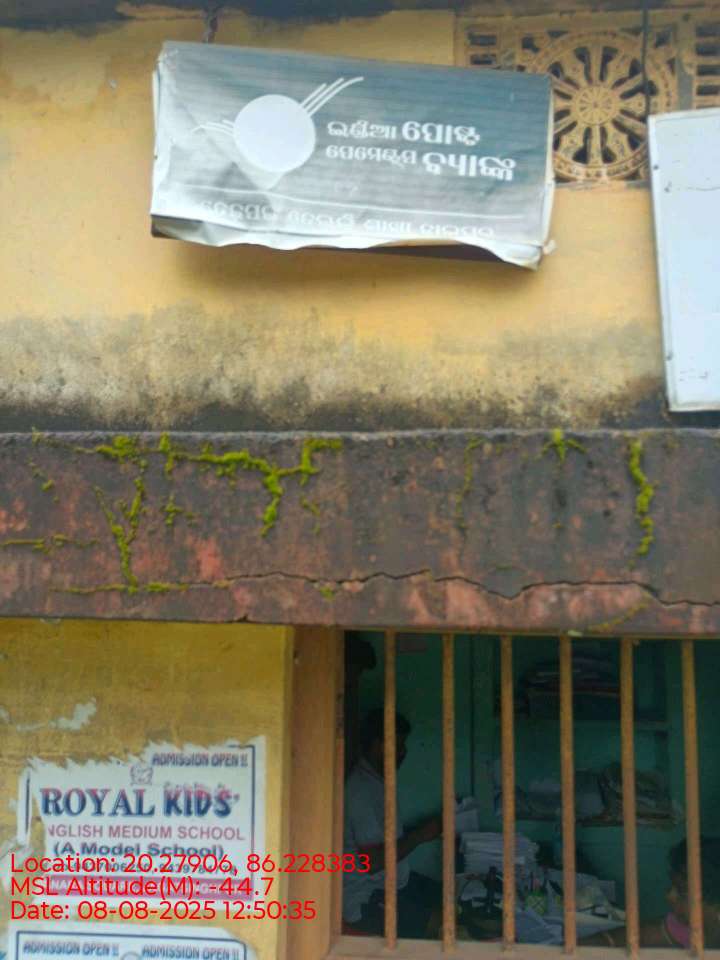 ଇଣ୍ଡିଆ ପୋଷ୍ଟ
ପେମେଣ୍ଟସ ବ୍ୟାଙ୍କ
ADMISSION OPEN !!
ROYAL KIDS'
NGLISH MEDIUM SCHOOL
(A.Model School)
Location: 20.27906, 86.228383
MSL Altitude(M): -44.7
Date: 08-08-2025 12:50:35
ADMISSION OPEN !!
ADMISSION OPEN !!